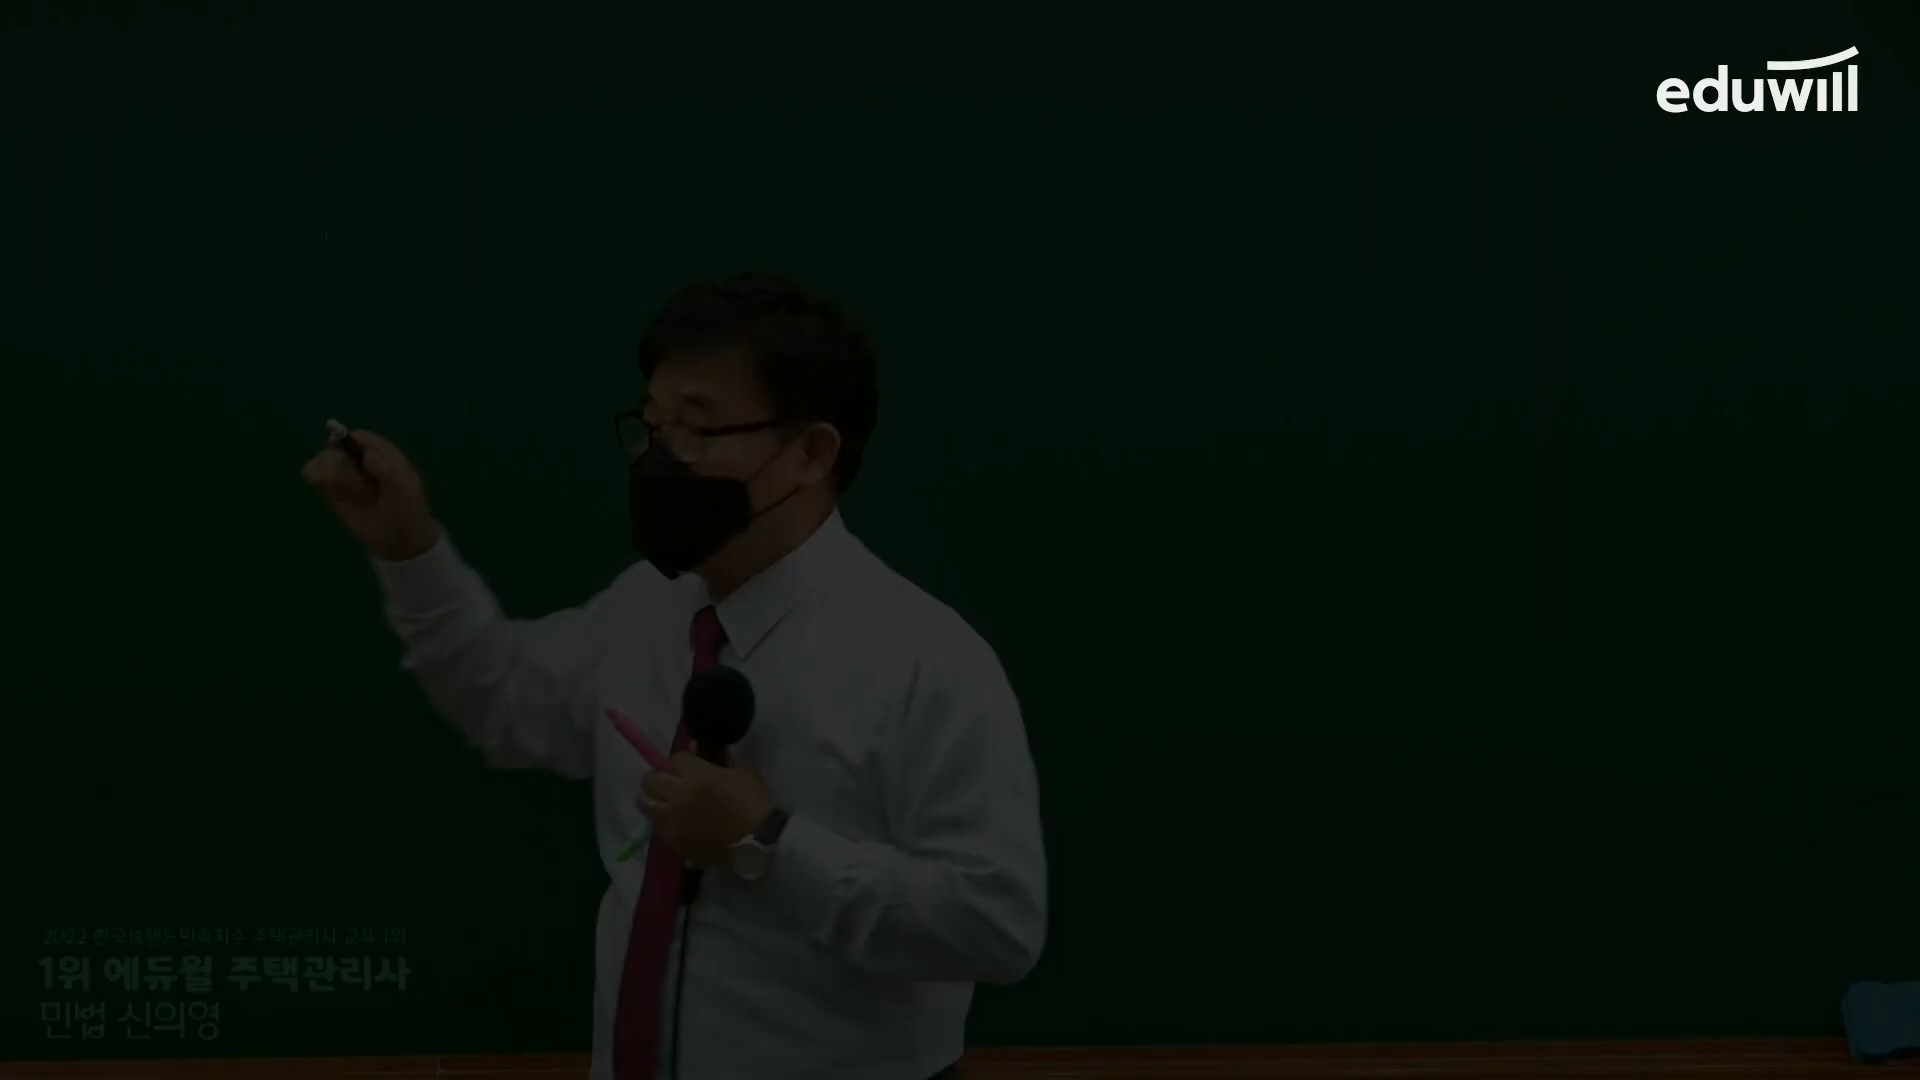 eduwill
2022 한국브랜드만족지수 주택관리사 교육 1위
1위 에듀윌 주택관리사
민법 신의영